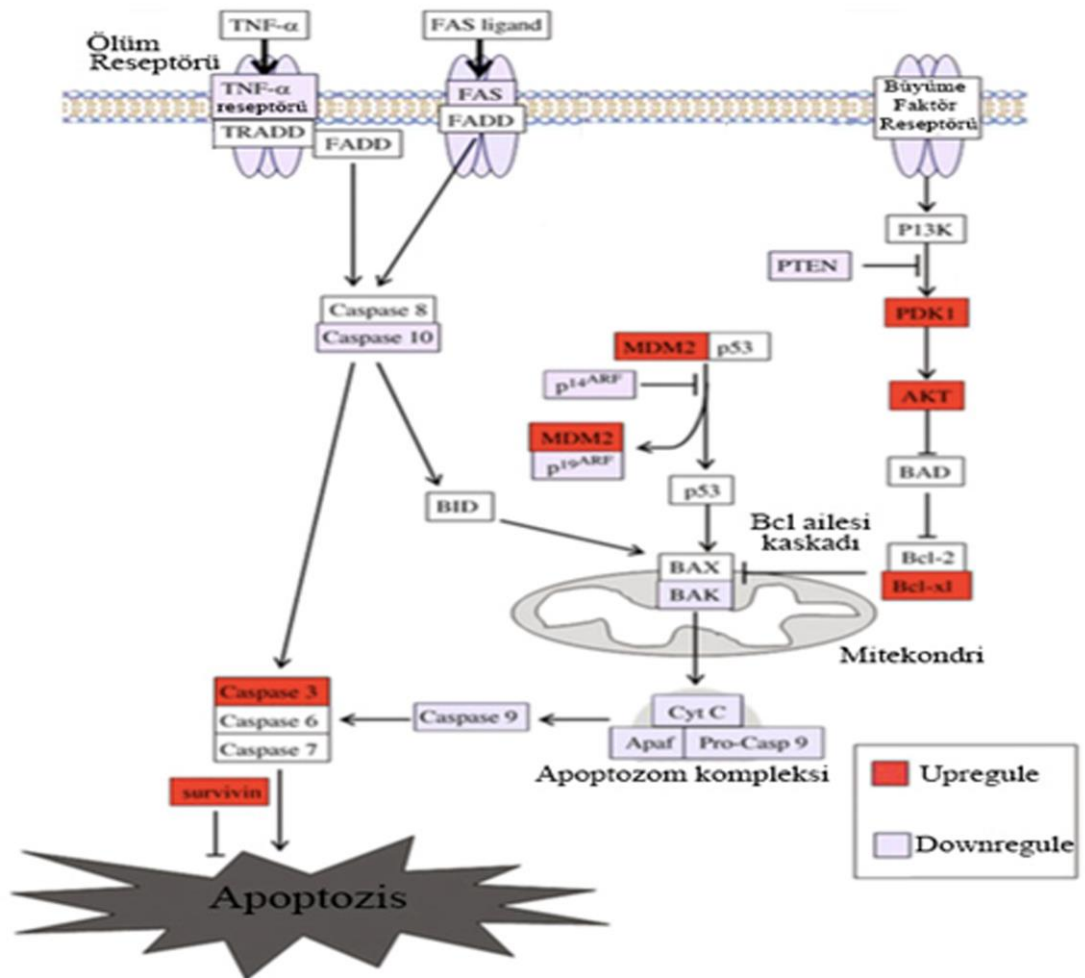 TNF-α
FAS ligand
Ölüm
Reseptörü
TNF-α
reseptörü
TRADD
FADD
FAS
FADD
Büyüme
Faktör
Reseptörü
P13K
PTEN
PDK1
AKT
BAD
Bcl-2
Bcl-xl
Caspase 8
Caspase 10
MDM2 p53
p14ARF
MDM2
p19ARF
p53
BID
Bcl ailesi
kaskadı
BAX
BAK
Mitekondri
Caspase 3
Caspase 6
Caspase 7
Caspase 9
Cyt C
Apaf Pro-Casp 9
Apoptozom kompleksi
survivin
Apoptozis
Upregule
Downregule